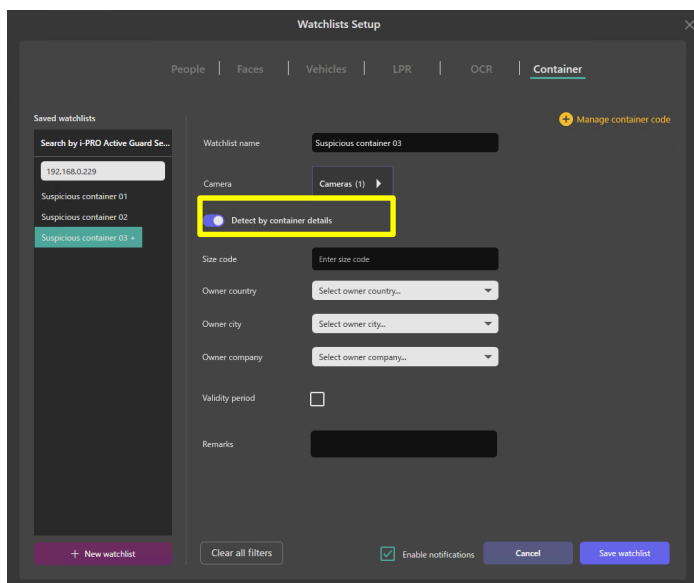 Watchlists Setup
People Faces Vehicles LPR OCR Container
Saved watchlists
Manage container code
Search by i-PRO Active Guard Se...
192.168.0.229
Suspicious container 01
Suspicious container 02
Suspicious container 03 +
Watchlist name
Suspicious container 03
Camera
Cameras (1)
Detect by container details
Size code
Enter size code
Owner country
Select owner country...
Owner city
Select owner city...
Owner company
Select owner company...
Validity period
Remarks
+ New watchlist
Clear all filters
Enable notifications
Cancel
Save watchlist